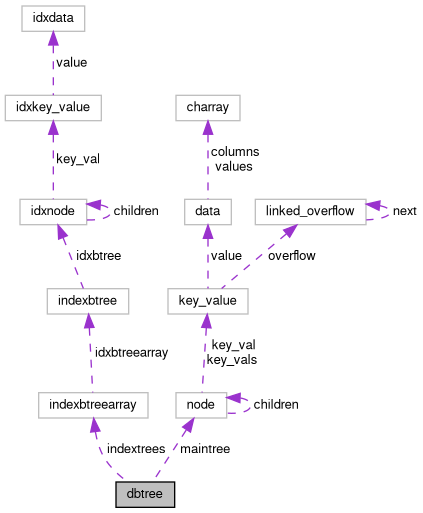 idxdata
value
idxkey_value
charray
key_val
columns
values
idxnode
children
data
linked_overflow
next
idxbtree
value
overflow
indexbtree
key_value
idxbtreearray
key_val
key_vals
indexbtreearray
node
children
indextrees
maintree
dbtree